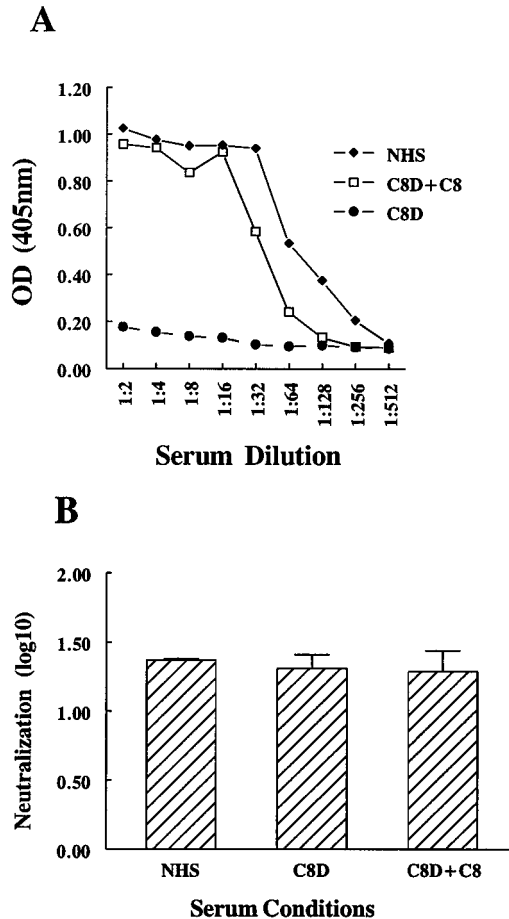 A
OD (405nm)
1.20
1.00
0.80
0.60
0.40
0.20
0.00
NHS
C8D+C8
C8D
1:2
1:4
1:8
1:16
1:32
1:64
1:128
1:256
1:512
Serum Dilution
B
Neutralization (log10)
2.00
1.50
1.00
0.50
0.00
NHS
C8D
C8D+C8
Serum Conditions